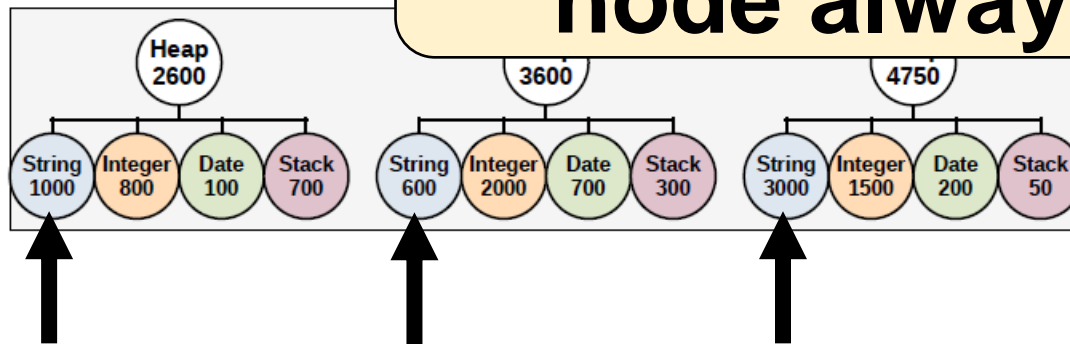 node alway
Heap
2600
3600
4750
String
1000
Integer
800
Date
100
Stack
700
String
600
Integer
2000
Date
700
Stack
300
String
3000
Integer
1500
Date
200
Stack
50